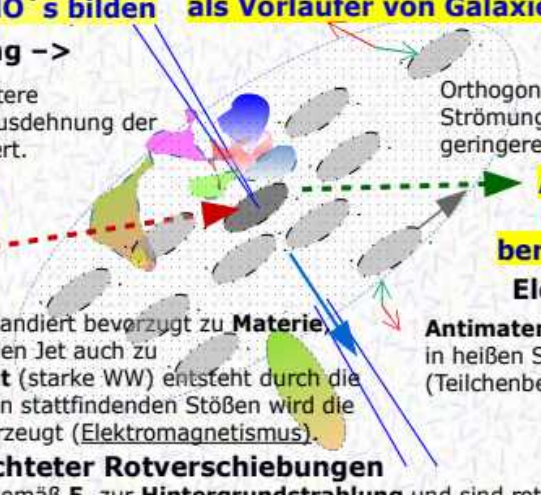 O´s bilden als Vorläufer von Galaxie
g –>
tere
usdehnung der
ert.
Orthogon
Strömung
geringere
ber
Ele
andiert bevorzugt zu Materie,
en Jet auch zu
t (starke WW) entsteht durch die
n stattfindenden Stößen wird die
rzeugt (Elektromagnetismus).
Antimater
in heißen S
(Teilchenbe
chteter Rotverschiebungen
emäß E zur Hintergrundstrahlung und sind rot